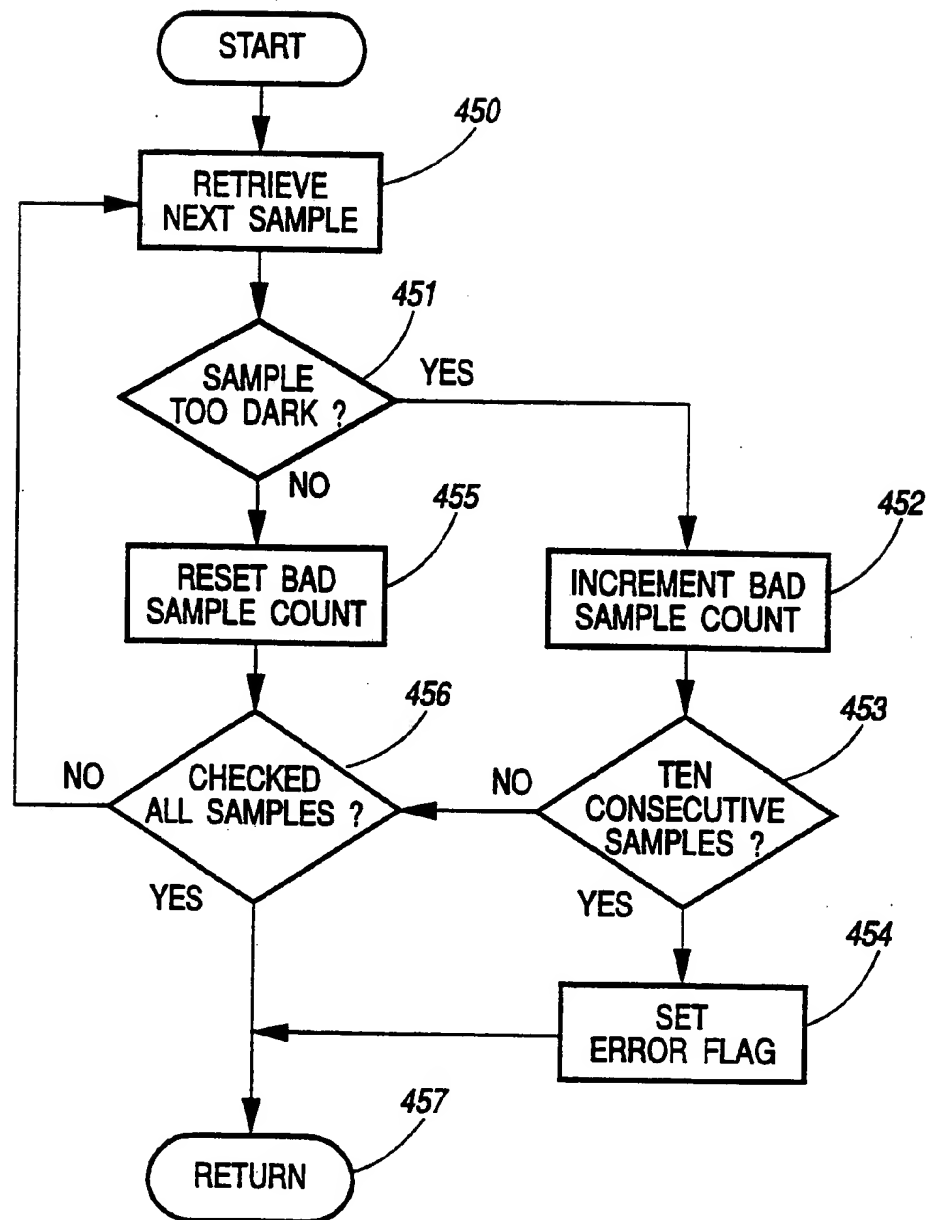 START
450
RETRIEVE
NEXT SAMPLE
451
SAMPLE
TOO DARK ?
YES
NO
455
RESET BAD
SAMPLE COUNT
452
INCREMENT BAD
SAMPLE COUNT
456
CHECKED
ALL SAMPLES ?
NO
YES
453
TEN
CONSECUTIVE
SAMPLES ?
NO
YES
454
SET
ERROR FLAG
457
RETURN